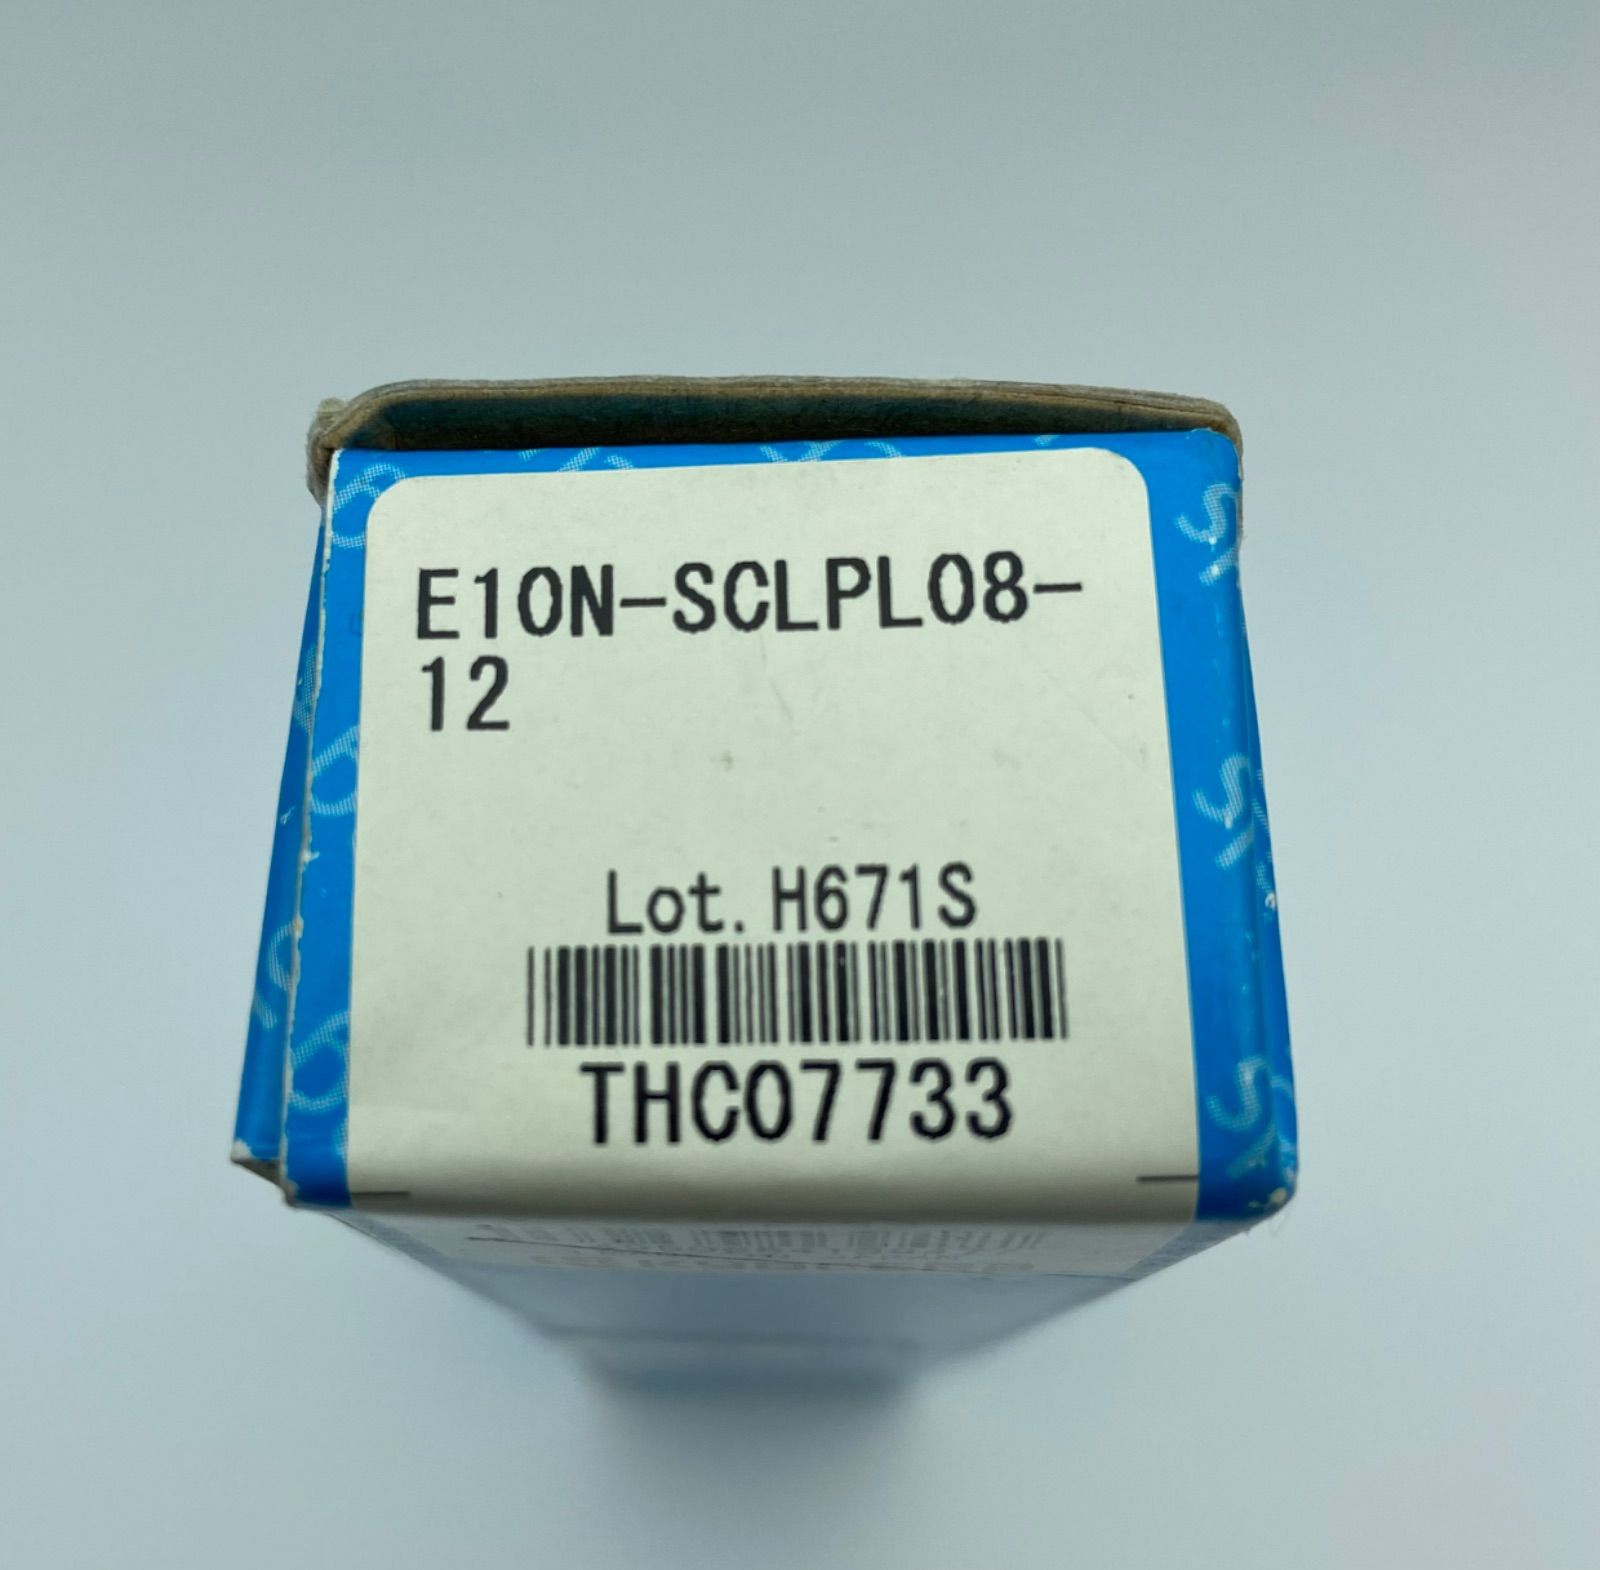 E10N-SCLPL08-
12
Lot. H671S
THC07733